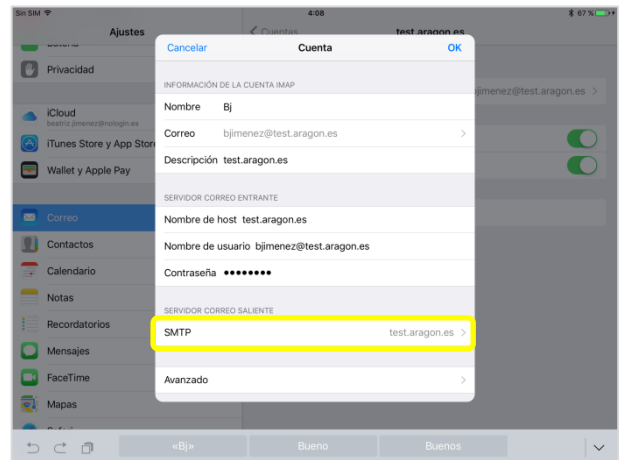 Sin SIM 4:08 67 %
Ajustes
Cuentas
test.aragon.es
Batería
Privacidad
iCloud
beatriz.jimenez@nologin.es
iTunes Store y App Store
Wallet y Apple Pay
Correo
Contactos
Calendario
Notas
Recordatorios
Mensajes
FaceTime
Mapas
bjimenez@test.aragon.es
Cancelar Cuenta OK
INFORMACIÓN DE LA CUENTA IMAP
Nombre Bj
Correo bjimenez@test.aragon.es
Descripción test.aragon.es
SERVIDOR CORREO ENTRANTE
Nombre de host test.aragon.es
Nombre de usuario bjimenez@test.aragon.es
Contraseña ●●●●●●●●
SERVIDOR CORREO SALIENTE
SMTP test.aragon.es
Avanzado
«Bj» Bueno Buenos